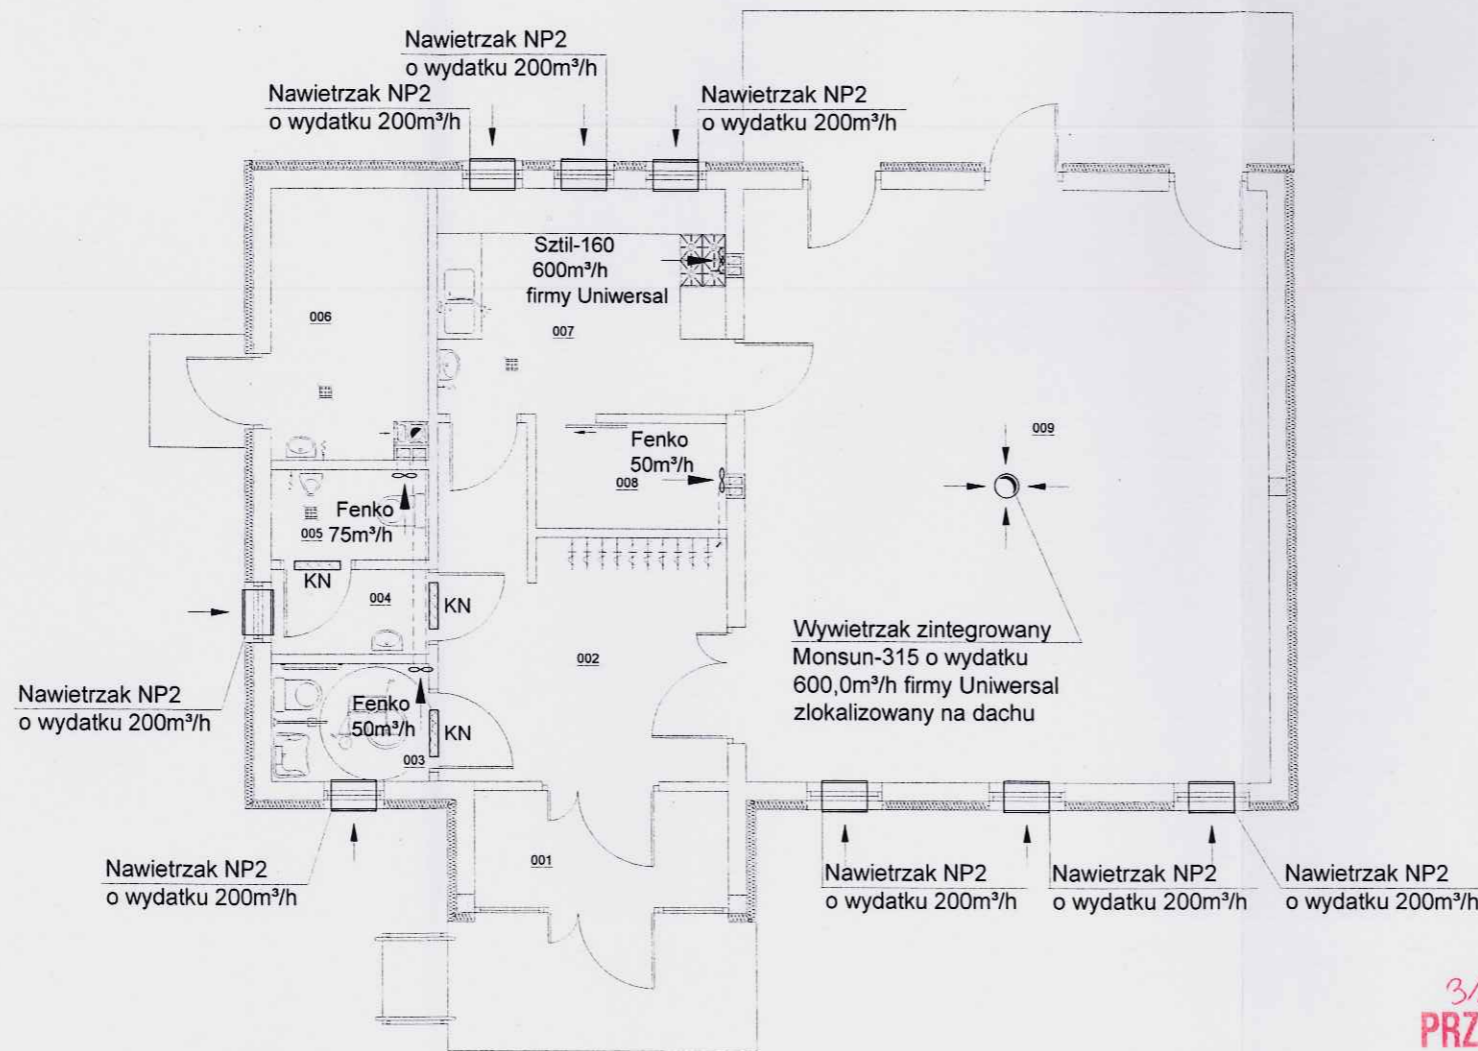 Nawietrzak NP2
o wydatku 200m³/h
Nawietrzak NP2
o wydatku 200m³/h
Nawietrzak NP2
o wydatku 200m³/h
Sztil-160
600m³/h
firmy Uniwersal
006
007
009
Fenko
50m³/h
008
Fenko
75m³/h
005
KN
004
KN
002
Wywietrzak zintegrowany
Monsun-315 o wydatku
600,0m³/h firmy Uniwersal
zlokalizowany na dachu
Nawietrzak NP2
o wydatku 200m³/h
Fenko
50m³/h
KN
003
001
Nawietrzak NP2
o wydatku 200m³/h
Nawietrzak NP2
o wydatku 200m³/h
Nawietrzak NP2
o wydatku 200m³/h
Nawietrzak NP2
o wydatku 200m³/h
PRZ